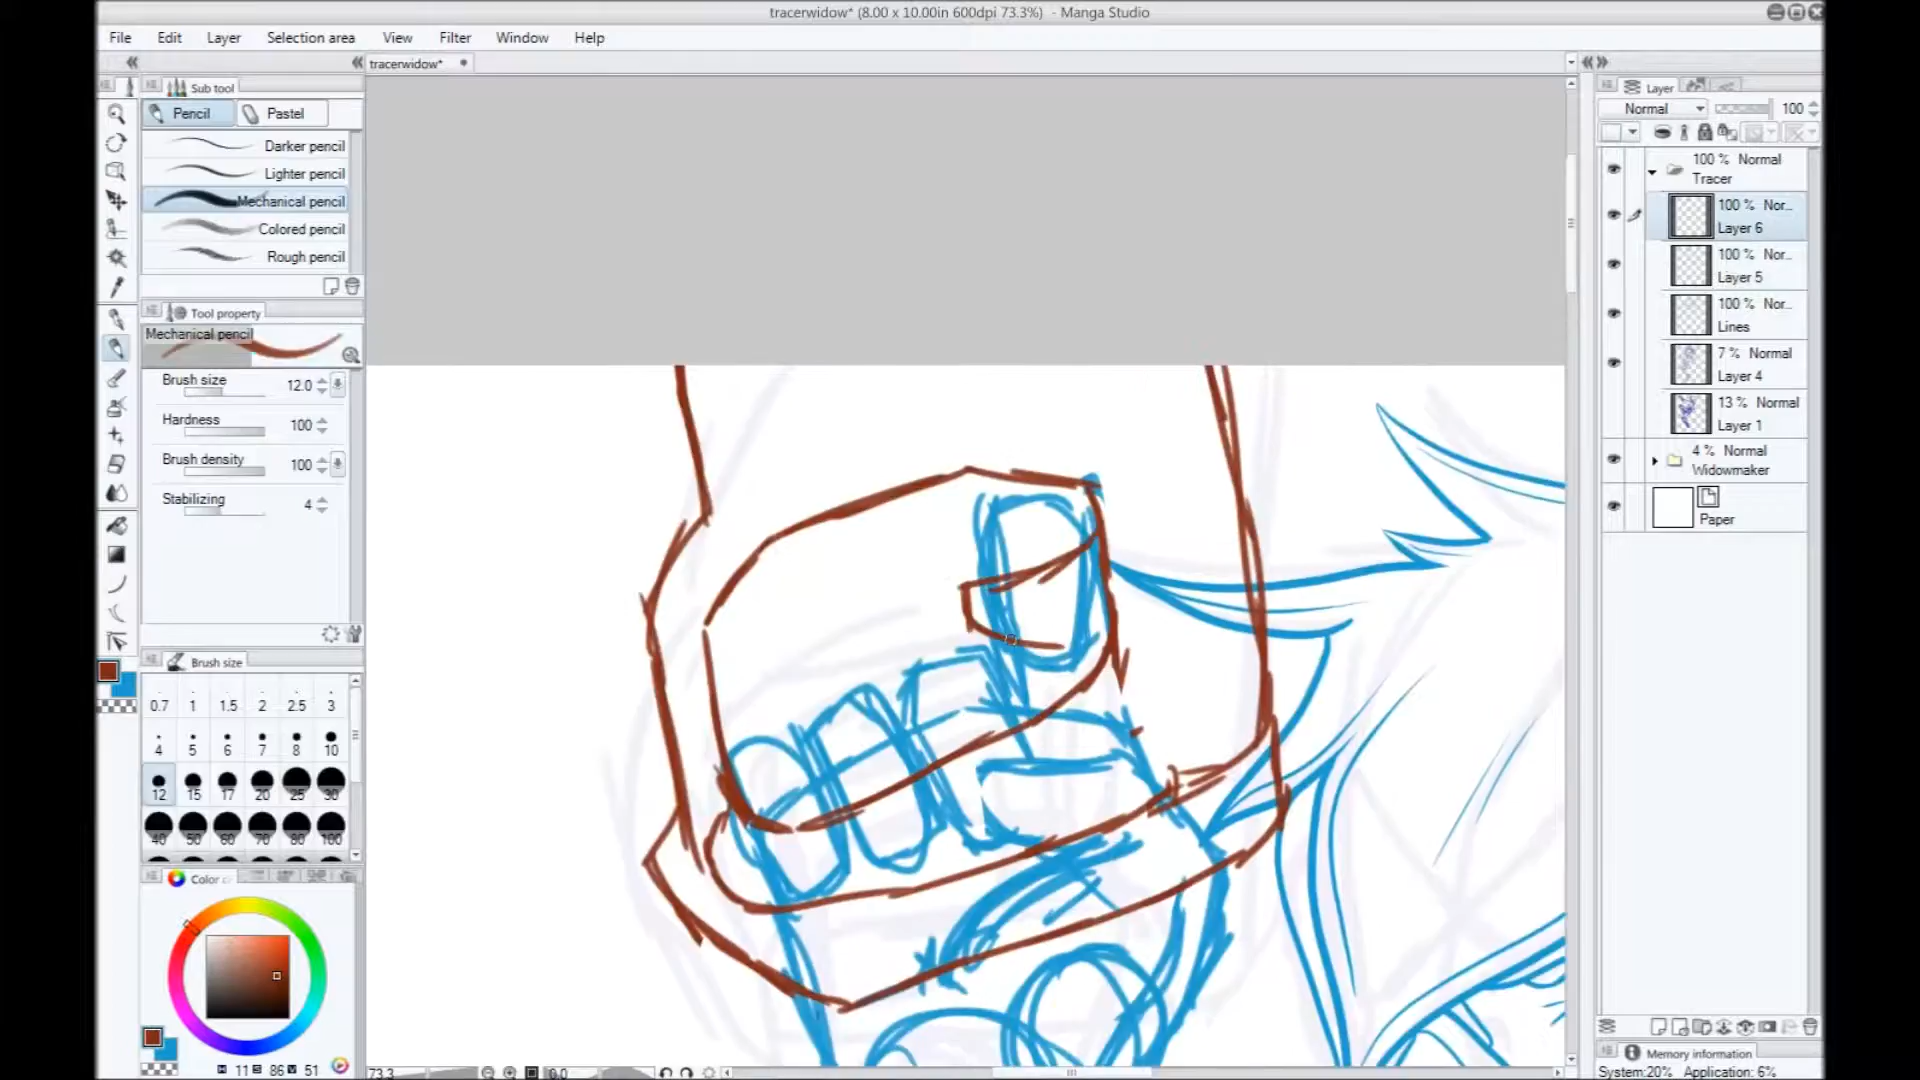 tracerwidow* (8.00 x 10.00in 600dpi 73.3%) - Manga Studio
File Edit Layer Selection area View Filter Window Help
tracerwidow*
Sub tool
Pencil Pastel
Darker pencil
Lighter pencil
Mechanical pencil
Colored pencil
Rough pencil
Tool property
Mechanical pencil
Brush size 12.0
Hardness 100
Brush density 100
Stabilizing 4
Brush size
0.7 1 1.5 2 2.5 3
4 5 6 7 8 10
12 15 17 20 25 30
40 50 60 70 80 100
Color
11 86 51
73.3 0.0
Layer
Normal 100
100 % Normal
Tracer
100 % Nor...
Layer 6
100 % Nor...
Layer 5
100 % Nor...
Lines
7 % Normal
Layer 4
13 % Normal
Layer 1
4 % Normal
Widowmaker
Paper
Memory information
System:20% Application: 6%